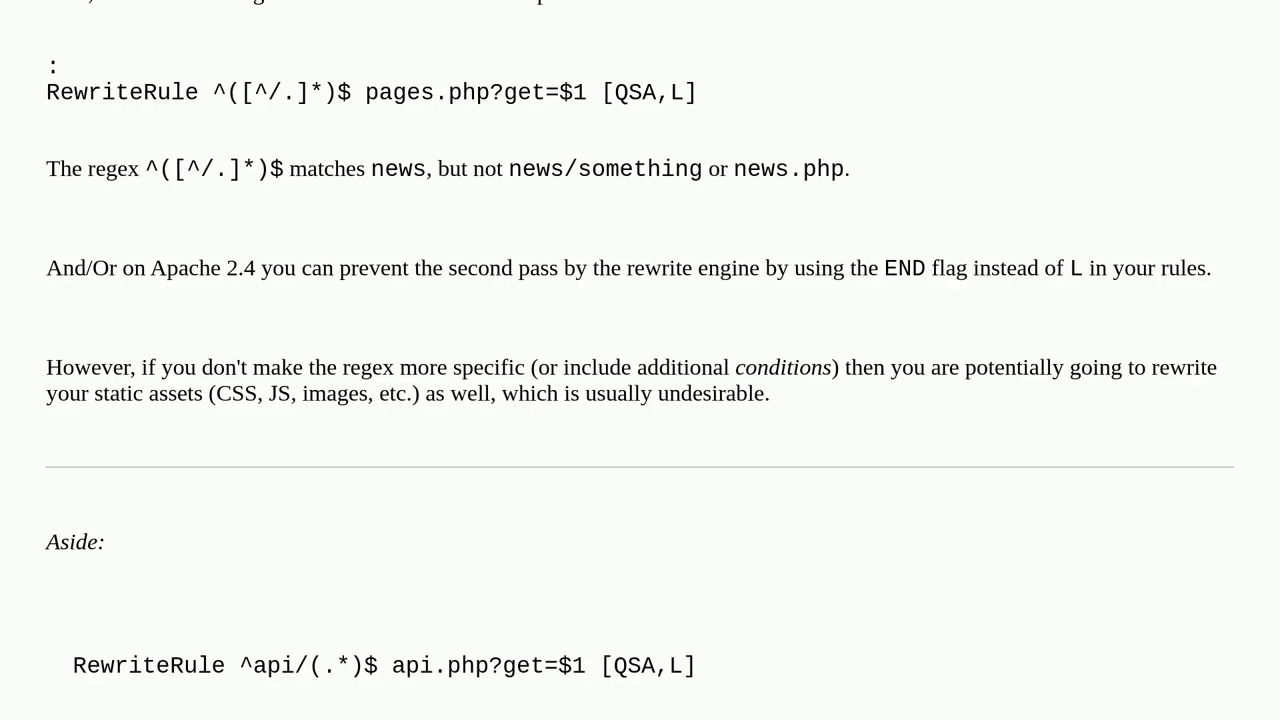 :
RewriteRule ^([^/.]*)$ pages.php?get=$1 [QSA,L]
The regex ^([^/.]*)$ matches news, but not news/something or news.php.
And/Or on Apache 2.4 you can prevent the second pass by the rewrite engine by using the END flag instead of L in your rules.
However, if you don't make the regex more specific (or include additional conditions) then you are potentially going to rewrite
your static assets (CSS, JS, images, etc.) as well, which is usually undesirable.
Aside:
RewriteRule ^api/(.*)$ api.php?get=$1 [QSA,L]